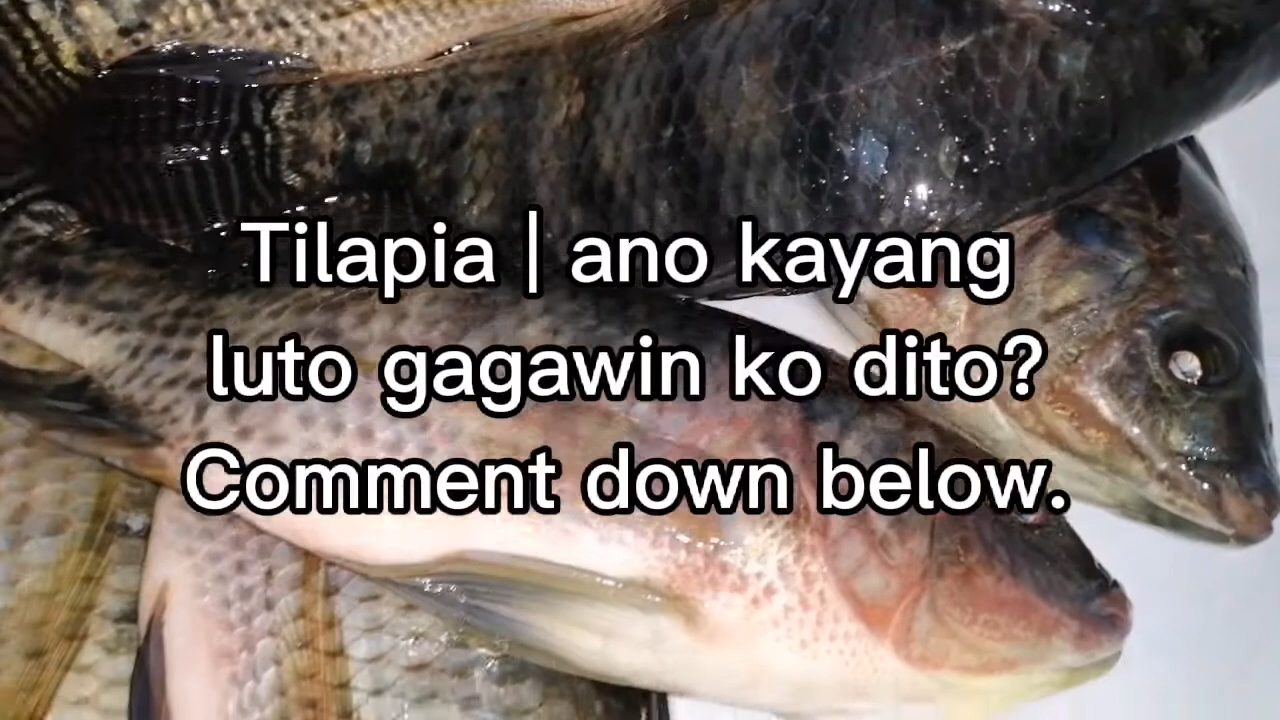 Tilapia | ano kayang
luto gagawin ko dito?
Comment down below.